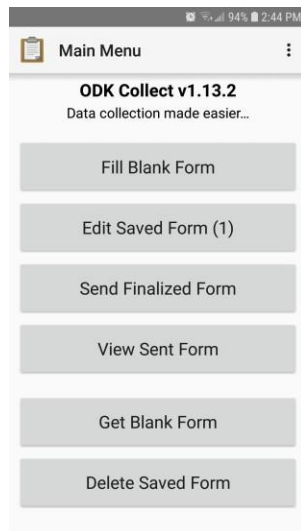 94% 2:44 PM
Main Menu
ODK Collect v1.13.2
Data collection made easier...
Fill Blank Form
Edit Saved Form (1)
Send Finalized Form
View Sent Form
Get Blank Form
Delete Saved Form